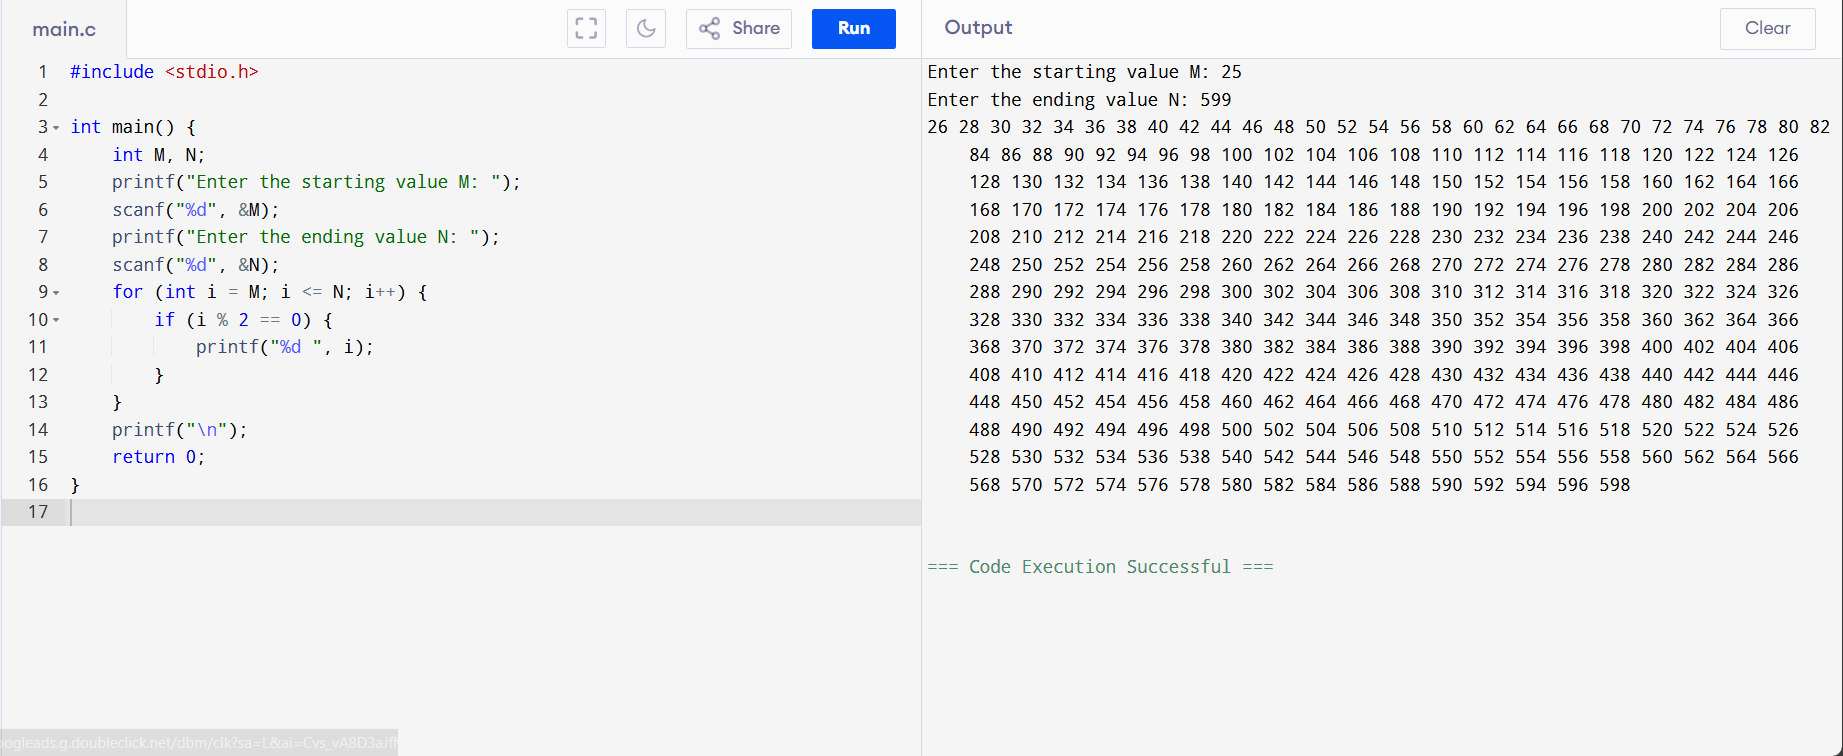 main.c
Share
Run
Output
Clear
1 #include <stdio.h>
2
3 int main() {
4 int M, N;
5 printf("Enter the starting value M: ");
6 scanf("%d", &M);
7 printf("Enter the ending value N: ");
8 scanf("%d", &N);
9 for (int i = M; i <= N; i++) {
10 if (i % 2 == 0) {
11 printf("%d ", i);
12 }
13 }
14 printf("\n");
15 return 0;
16 }
17
Enter the starting value M: 25
Enter the ending value N: 599
26 28 30 32 34 36 38 40 42 44 46 48 50 52 54 56 58 60 62 64 66 68 70 72 74 76 78 80 82
84 86 88 90 92 94 96 98 100 102 104 106 108 110 112 114 116 118 120 122 124 126
128 130 132 134 136 138 140 142 144 146 148 150 152 154 156 158 160 162 164 166
168 170 172 174 176 178 180 182 184 186 188 190 192 194 196 198 200 202 204 206
208 210 212 214 216 218 220 222 224 226 228 230 232 234 236 238 240 242 244 246
248 250 252 254 256 258 260 262 264 266 268 270 272 274 276 278 280 282 284 286
288 290 292 294 296 298 300 302 304 306 308 310 312 314 316 318 320 322 324 326
328 330 332 334 336 338 340 342 344 346 348 350 352 354 356 358 360 362 364 366
368 370 372 374 376 378 380 382 384 386 388 390 392 394 396 398 400 402 404 406
408 410 412 414 416 418 420 422 424 426 428 430 432 434 436 438 440 442 444 446
448 450 452 454 456 458 460 462 464 466 468 470 472 474 476 478 480 482 484 486
488 490 492 494 496 498 500 502 504 506 508 510 512 514 516 518 520 522 524 526
528 530 532 534 536 538 540 542 544 546 548 550 552 554 556 558 560 562 564 566
568 570 572 574 576 578 580 582 584 586 588 590 592 594 596 598
=== Code Execution Successful ===